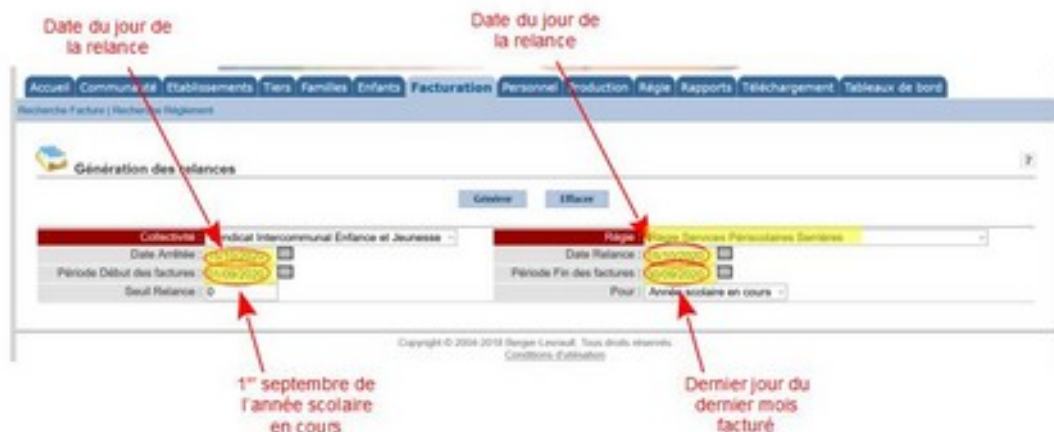 Date du jour de
la relance
Date du jour de
la relance
Accueil Communauté Etablissements Tiers Familles Enfants Facturation Personnel Production Régie Rapports Téléchargement Tableaux de bord
Recherche Facture | Recherche Règlement
Génération des relances
?
Générer Effacer
Collectivité Syndicat Intercommunal Enfance et Jeunesse Régie Régie Services Périscolaires Serrières
Date Arrêtée Date Relance :
Période Début des factures : 01/09/2020 Période Fin des factures :
Seuil Relance : 0 Pour : Année scolaire en cours
Copyright © 2004-2018 Berger-Levrault. Tous droits réservés.
Conditions d'utilisation
1er septembre de
l'année scolaire
en cours
Dernier jour du
dernier mois
facturé